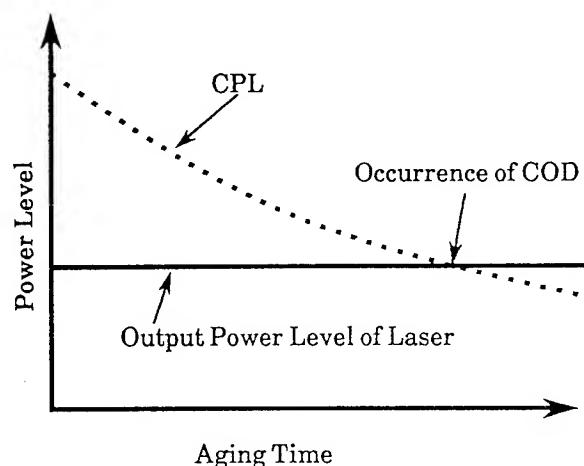 CPL
Occurrence of COD
Power Level
Output Power Level of Laser
Aging Time